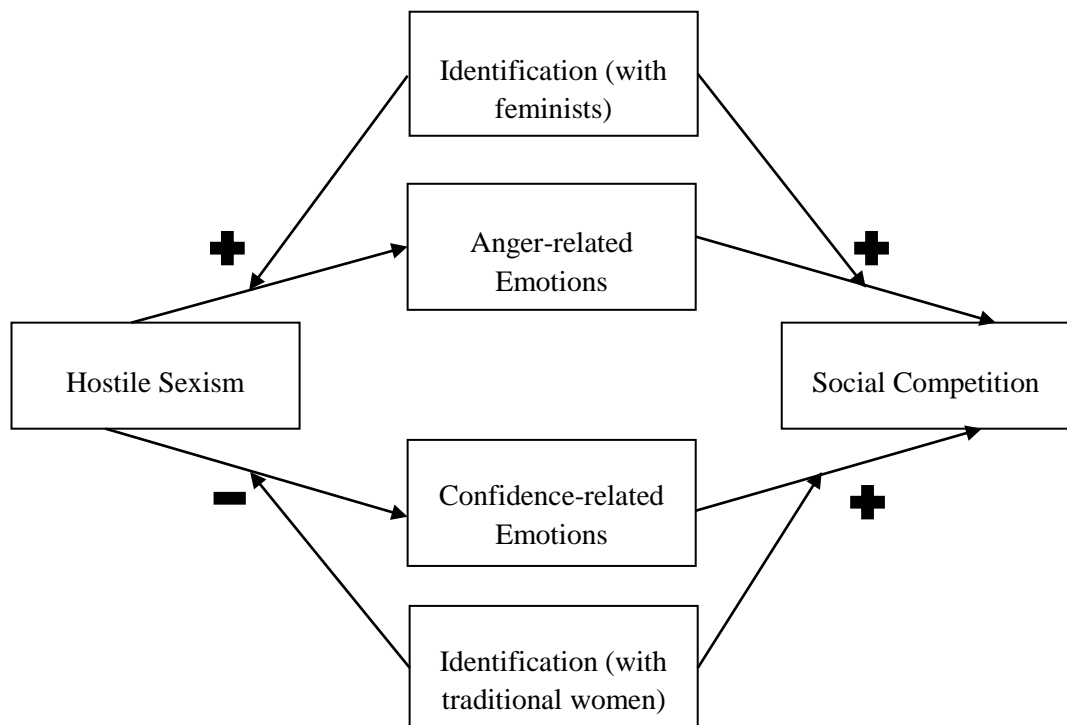 Identification (with
feminists)
Anger-related
Emotions
Hostile Sexism
Social Competition
Confidence-related
Emotions
Identification (with
traditional women)